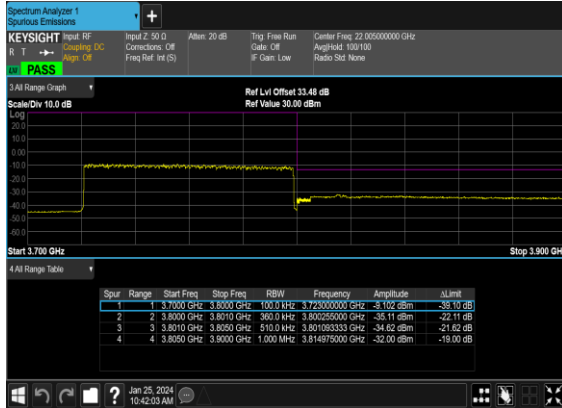 Spectrum Analyzer 1
Spurious Emissions
+
KEYSIGHT Input: RF Input Z: 50 Ω Atten: 20 dB Trig: Free Run Center Freq: 22.005000000 GHz
R T Coupling: DC Corrections: Off Gate: Off Avg|Hold: 100/100
Align: Off Freq Ref: Int (S) IF Gain: Low Radio Std: None
PASS
3 All Range Graph
Ref Lvl Offset 33.48 dB
Scale/Div 10.0 dB Ref Value 30.00 dBm
Log
20.0
10.0
0.00
-10.0
-20.0
-30.0
-40.0
-50.0
-60.0
Start 3.700 GHz Stop 3.900 GH
4 All Range Table
Spur Range Start Freq Stop Freq RBW Frequency Amplitude ΔLimit
1 1 3.7000 GHz 3.8000 GHz 100.0 kHz 3.723000000 GHz -9.102 dBm -39.10 dB
2 2 3.8000 GHz 3.8010 GHz 360.0 kHz 3.800255000 GHz -35.11 dBm -22.11 dB
3 3 3.8010 GHz 3.8050 GHz 510.0 kHz 3.801093333 GHz -34.62 dBm -21.62 dB
4 4 3.8050 GHz 3.9000 GHz 1.000 MHz 3.814975000 GHz -32.00 dBm -19.00 dB
? Jan 25, 2024
10:42:03 AM